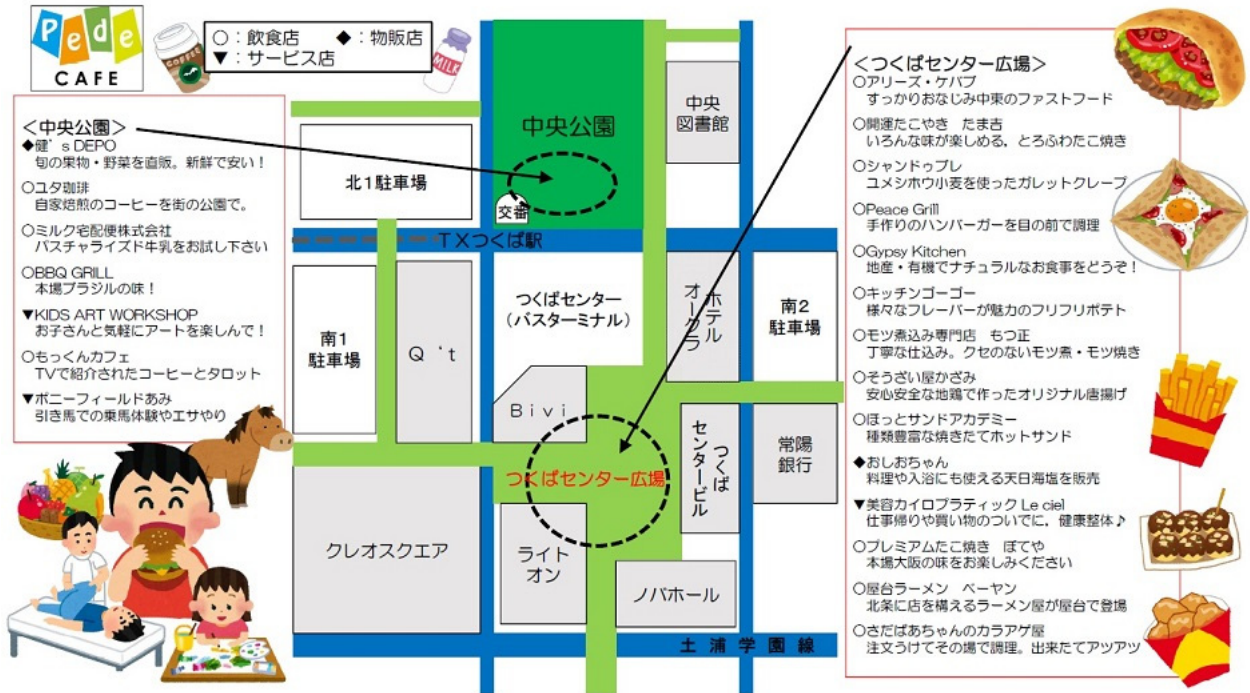 Pede
CAFE
COFFEE
MILK
○：飲食店　◆：物販店
▼：サービス店
＜中央公園＞
◆健’s DEPO
旬の果物・野菜を直販。新鮮で安い！
○ユタ珈琲
自家焙煎のコーヒーを街の公園で。
○ミルク宅配便株式会社
パスチャライズド牛乳をお試し下さい
○BBQ GRILL
本場ブラジルの味！
▼KIDS ART WORKSHOP
お子さんと気軽にアートを楽しんで！
○もっくんカフェ
TVで紹介されたコーヒーとタロット
▼ポニーフィールドあみ
引き馬での乗馬体験やエサやり
中央公園
中央
図書館
北1駐車場
交番
TXつくば駅
南1
駐車場
Q‘t
つくばセンター
（バスターミナル）
ホテル
オークラ
南2
駐車場
Bivi
つくばセンター広場
つくば
センタービル
常陽
銀行
クレオスクエア
ライト
オン
ノバホール
土浦学園線
＜つくばセンター広場＞
○アリーズ・ケバブ
すっかりおなじみ中東のファストフード
○開運たこやき　たま吉
いろんな味が楽しめる、とろふわたこ焼き
○シャンドゥブレ
ユメシホウ小麦を使ったガレットクレープ
○Peace Grill
手作りのハンバーガーを目の前で調理
○Gypsy Kitchen
地産・有機でナチュラルなお食事をどうぞ！
○キッチンゴーゴー
様々なフレーバーが魅力のフリフリポテト
○モツ煮込み専門店　もつ正
丁寧な仕込み。クセのないモツ煮・モツ焼き
○そうざい屋かざみ
安心安全な地鶏で作ったオリジナル唐揚げ
○ほっとサンドアカデミー
種類豊富な焼きたてホットサンド
◆おしおちゃん
料理や入浴にも使える天日海塩を販売
▼美容カイロプラティック Le ciel
仕事帰りや買い物のついでに、健康整体♪
○プレミアムたこ焼き　ぼてや
本場大阪の味をお楽しみください
○屋台ラーメン　ベーヤン
北条に店を構えるラーメン屋が屋台で登場
○さだばあちゃんのカラアゲ屋
注文うけてその場で調理。出来たてアツアツ